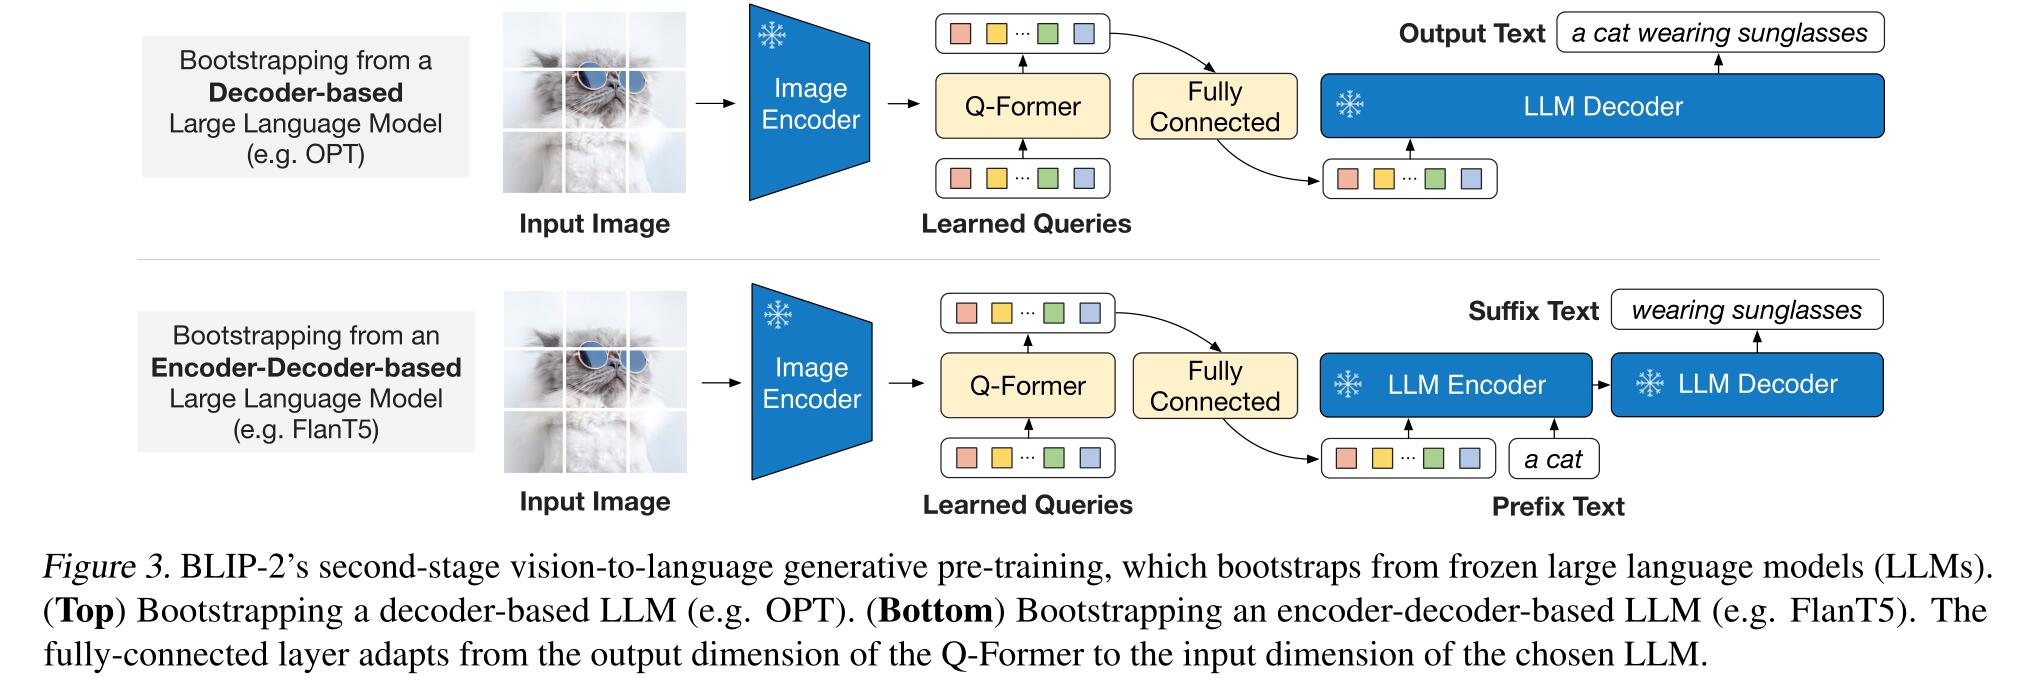 Bootstrapping from a
Decoder-based
Large Language Model
(e.g. OPT)
Input Image
Image
Encoder
Q-Former
Learned Queries
Fully
Connected
Output Text
a cat wearing sunglasses
LLM Decoder
Bootstrapping from an
Encoder-Decoder-based
Large Language Model
(e.g. FlanT5)
Input Image
Image
Encoder
Q-Former
Learned Queries
Fully
Connected
Suffix Text
wearing sunglasses
LLM Encoder
LLM Decoder
a cat
Prefix Text
Figure 3. BLIP-2's second-stage vision-to-language generative pre-training, which bootstraps from frozen large language models (LLMs).
(Top) Bootstrapping a decoder-based LLM (e.g. OPT). (Bottom) Bootstrapping an encoder-decoder-based LLM (e.g. FlanT5). The
fully-connected layer adapts from the output dimension of the Q-Former to the input dimension of the chosen LLM.